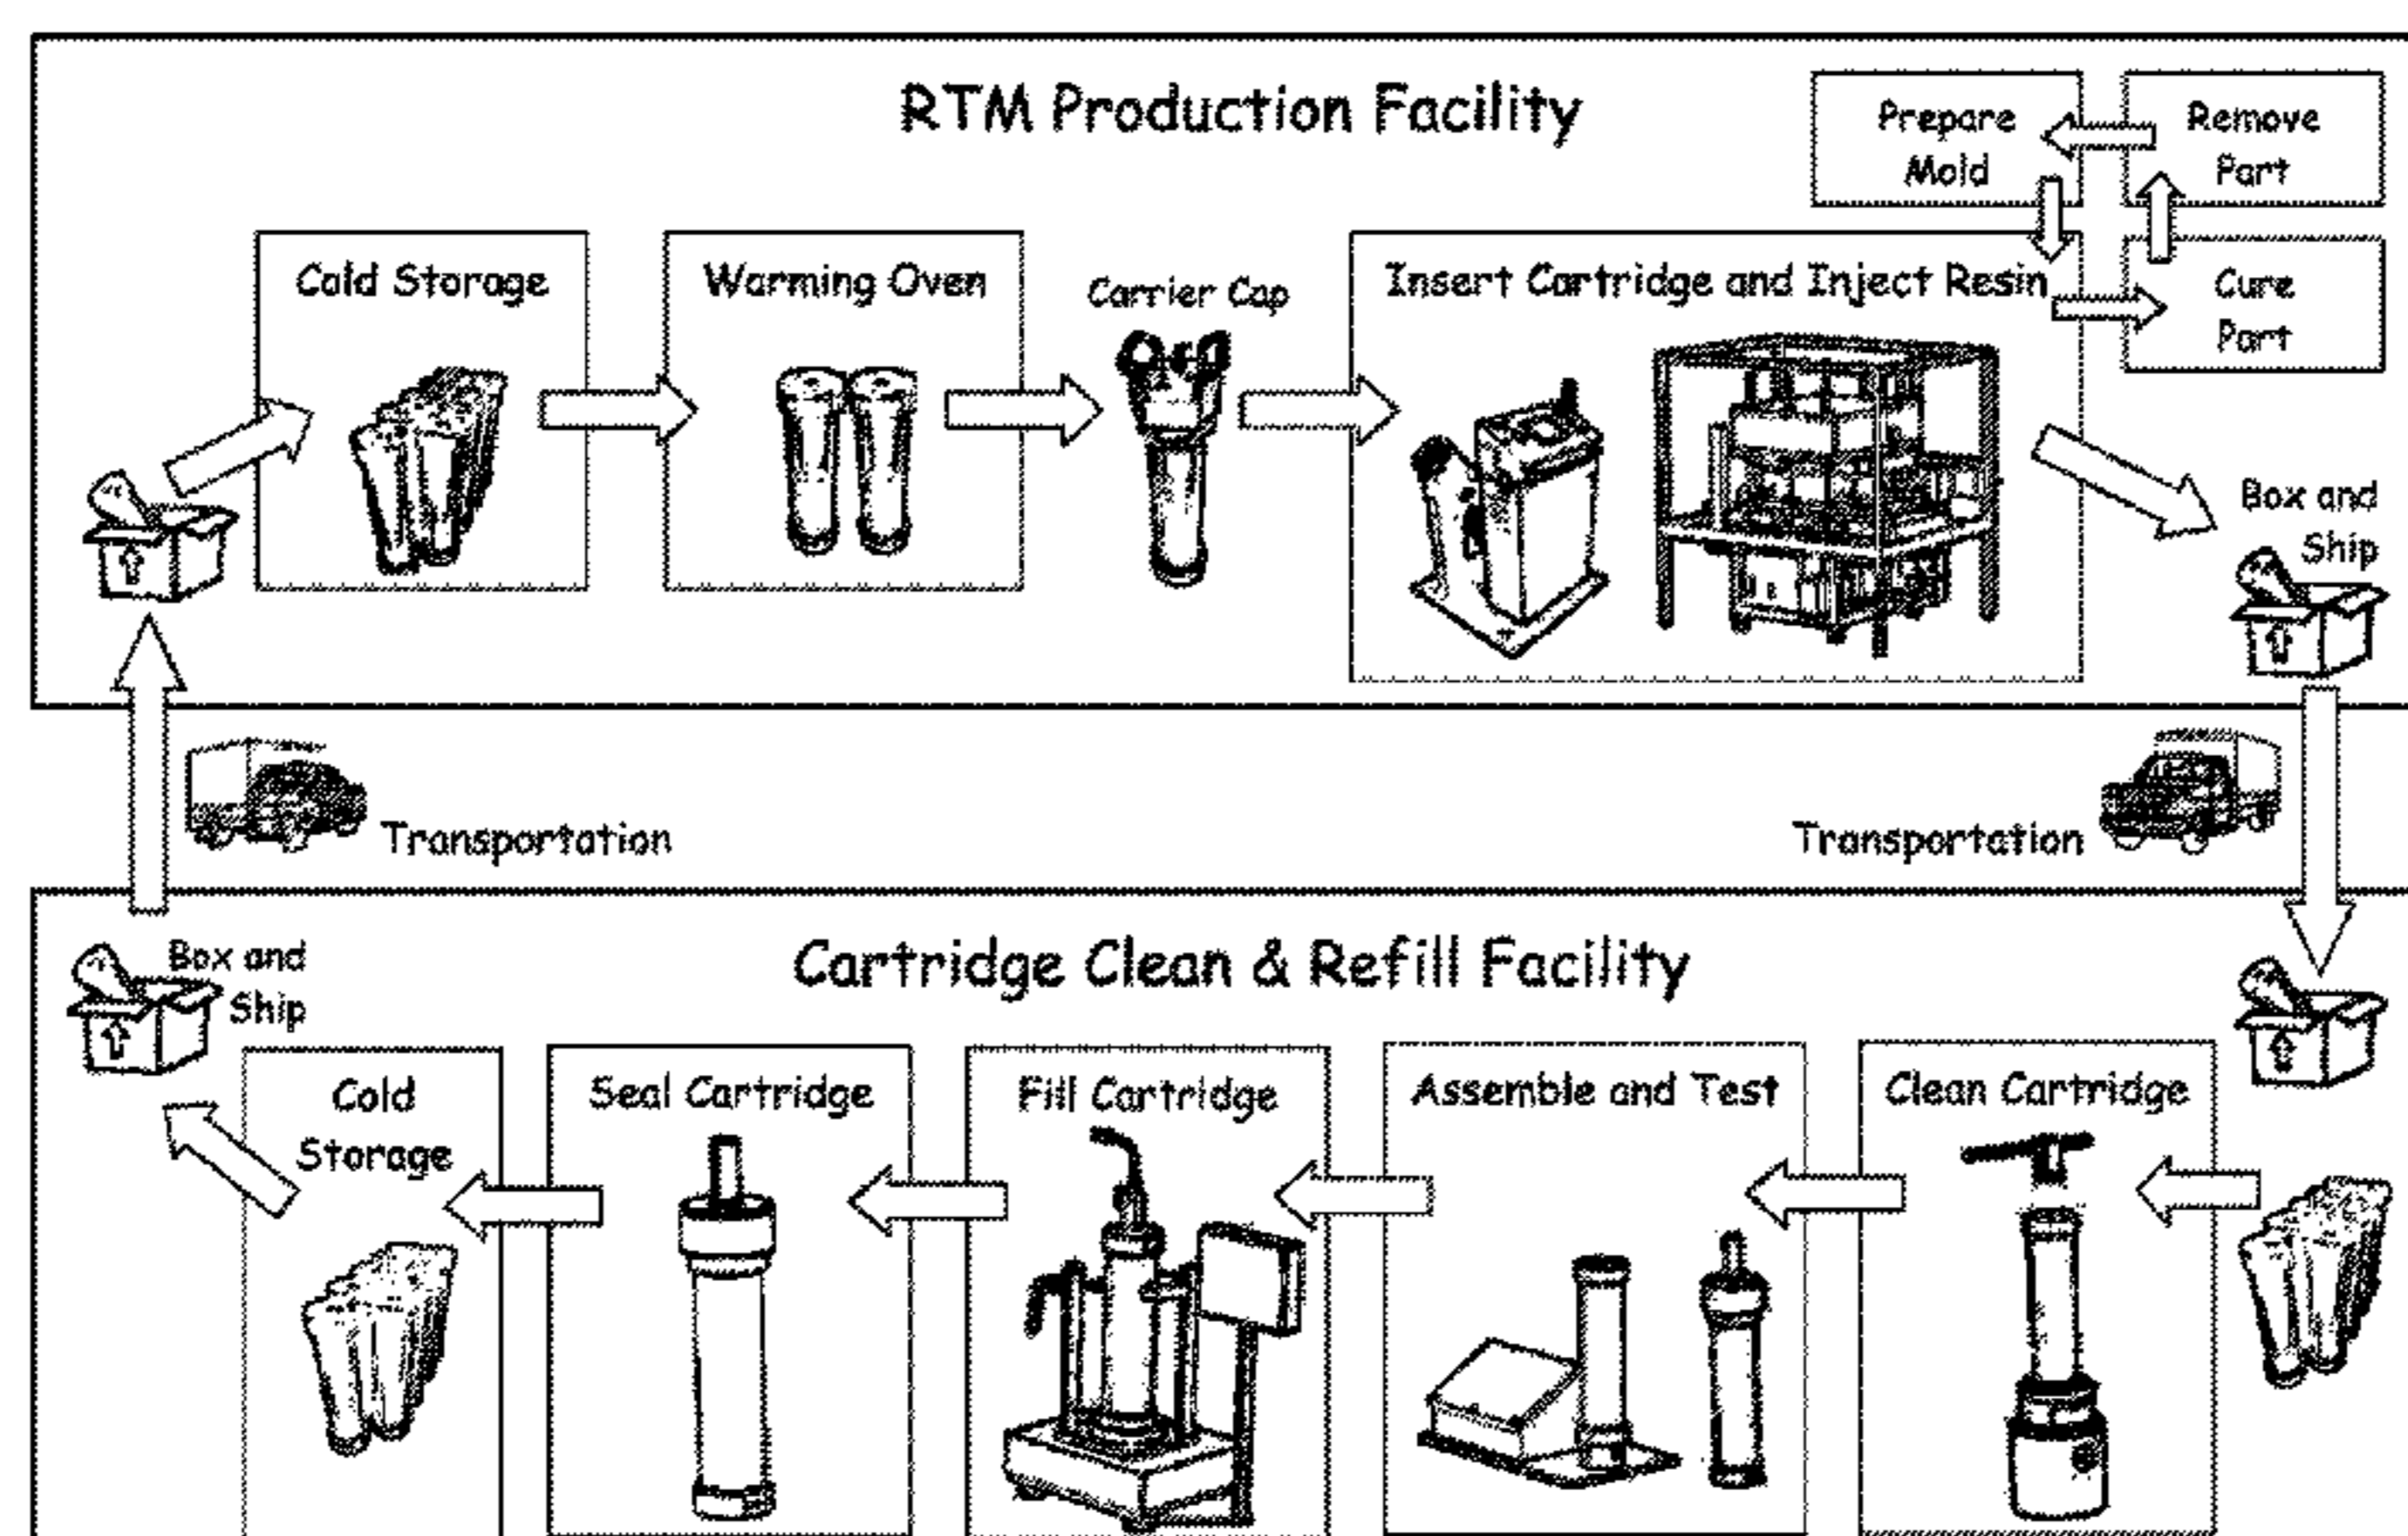 RTM Production Facility
Prepare
Mold
Remove
Part
Cold Storage
Warming Oven
Carrier Cap
Insert Cartridge and Inject Resin
Cure
Part
Box and
Ship
Transportation
Transportation
Box and
Ship
Cartridge Clean & Refill Facility
Cold
Storage
Seal Cartridge
Fill Cartridge
Assemble and Test
Clean Cartridge